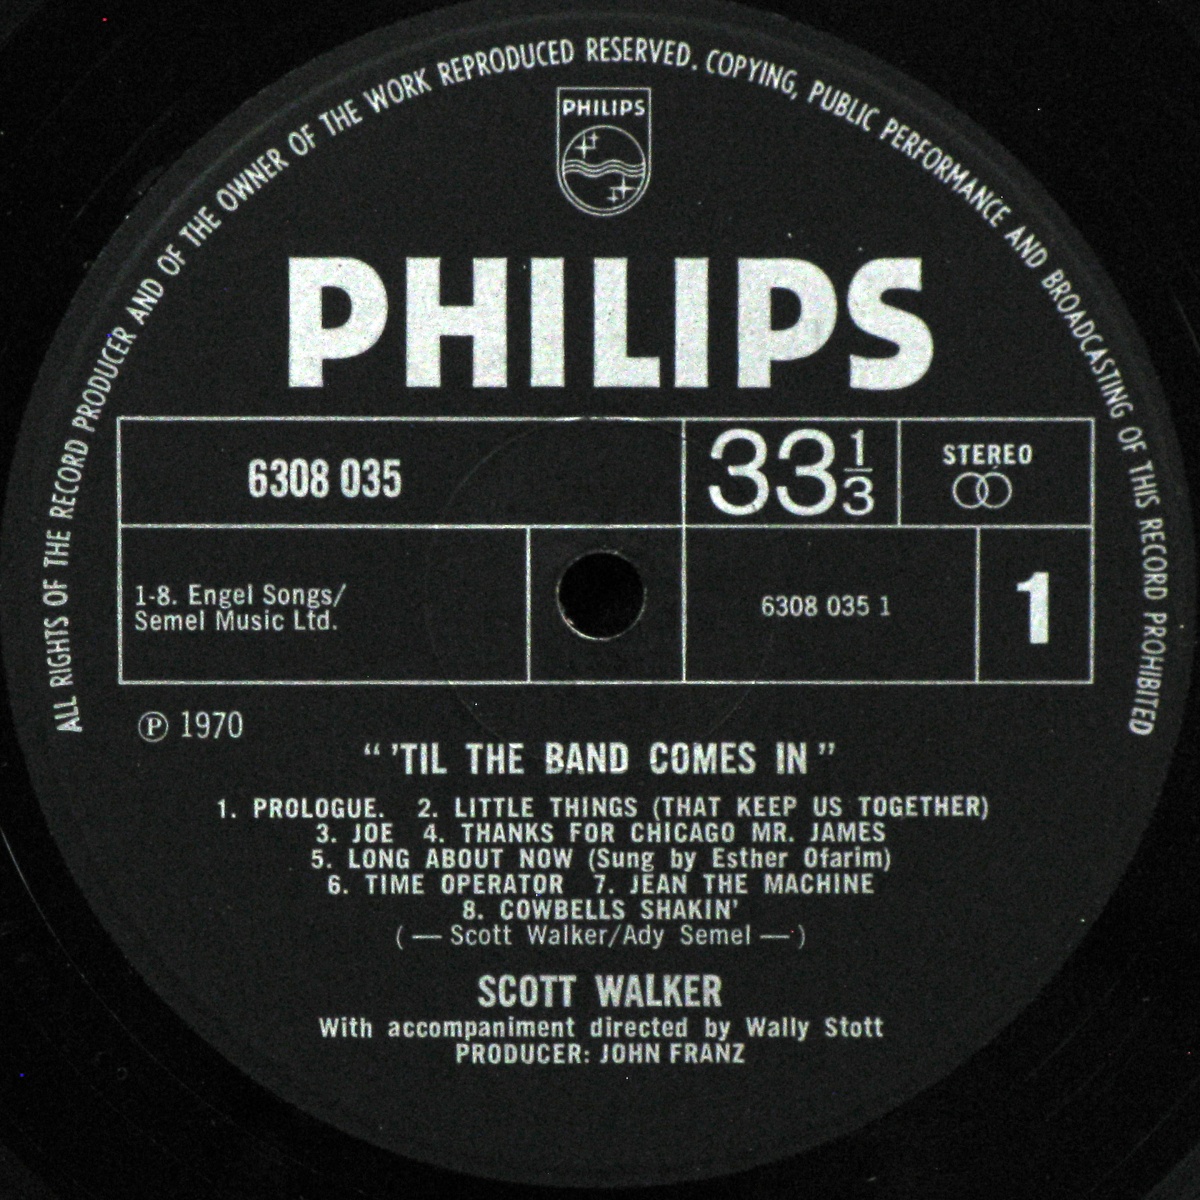 ALL RIGHTS OF THE RECORD PRODUCER AND OF THE OWNER OF THE WORK REPRODUCED RESERVED. COPYING, PUBLIC PERFORMANCE AND BROADCASTING OF THIS RECORD PROHIBITED
PHILIPS
PHILIPS
6308 035
33 1/3
STEREO
1-8. Engel Songs/
Semel Music Ltd.
6308 035 1
1
Ⓟ 1970
" 'TIL THE BAND COMES IN "
1. PROLOGUE. 2. LITTLE THINGS (THAT KEEP US TOGETHER)
3. JOE 4. THANKS FOR CHICAGO MR. JAMES
5. LONG ABOUT NOW (Sung by Esther Ofarim)
6. TIME OPERATOR 7. JEAN THE MACHINE
8. COWBELLS SHAKIN'
( — Scott Walker/Ady Semel — )
SCOTT WALKER
With accompaniment directed by Wally Stott
PRODUCER: JOHN FRANZ